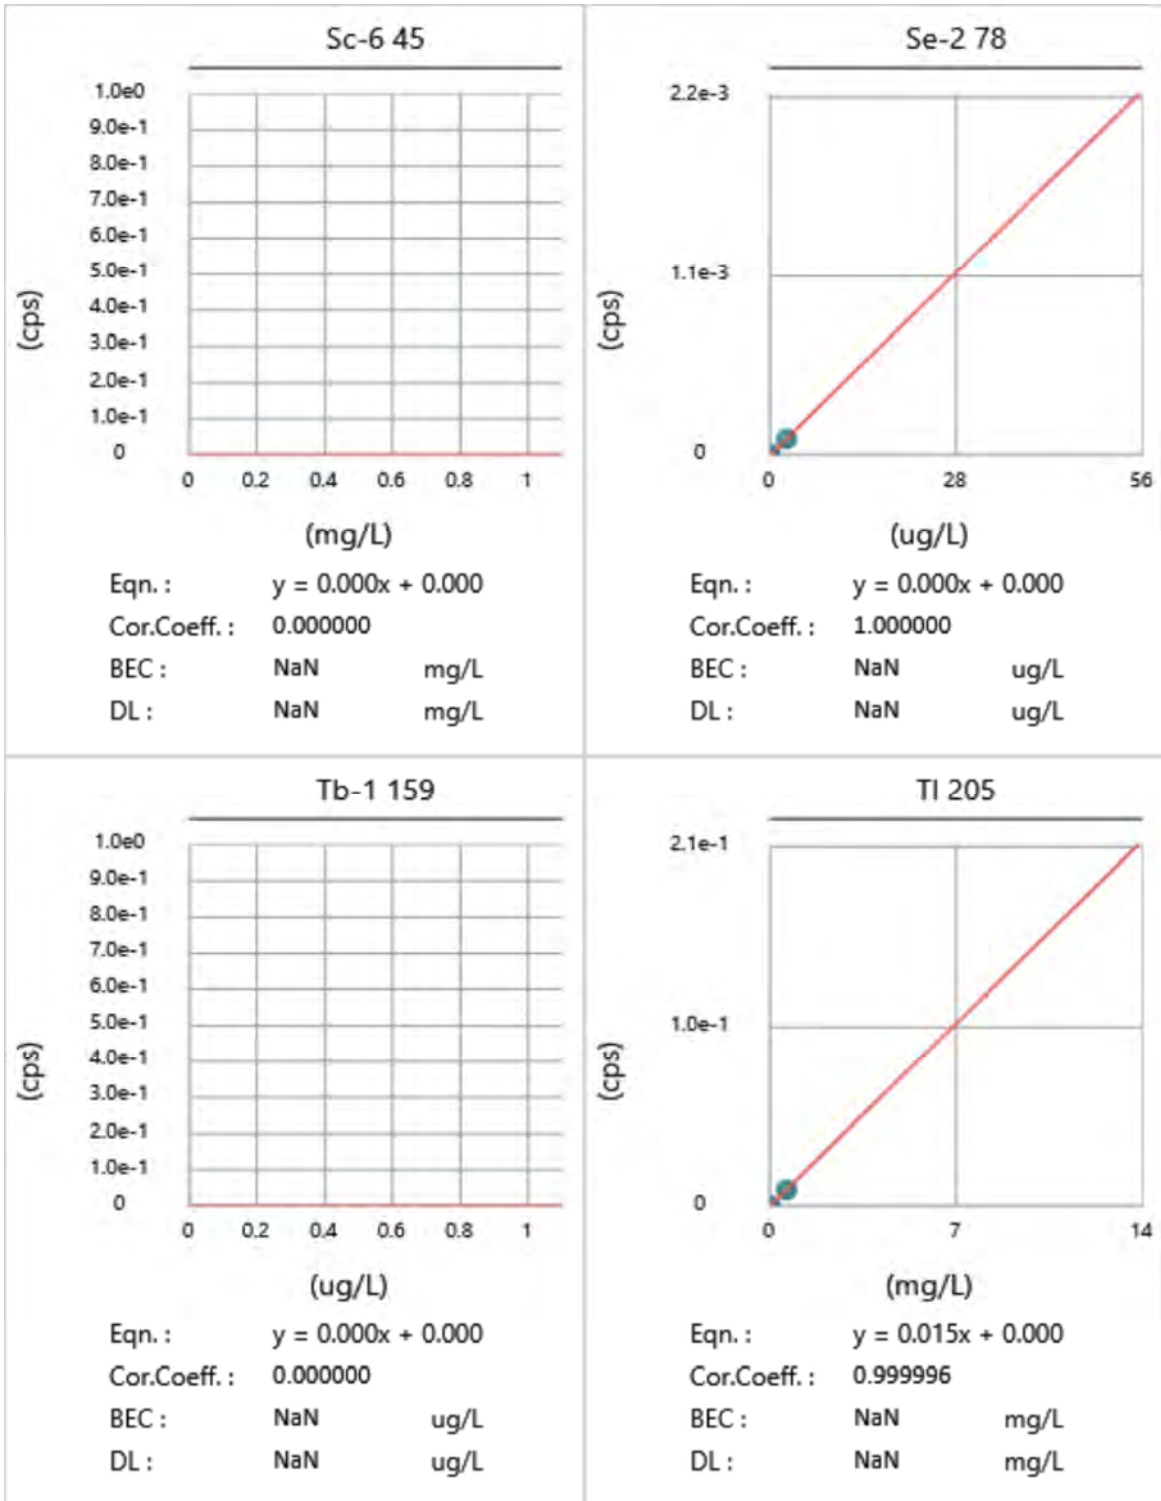 Sc-6 45
1.0e0
9.0e-1
8.0e-1
7.0e-1
6.0e-1
5.0e-1
4.0e-1
3.0e-1
2.0e-1
1.0e-1
0
(cps)
0 0.2 0.4 0.6 0.8 1
(mg/L)
Eqn. : y = 0.000x + 0.000
Cor.Coeff. : 0.000000
BEC : NaN mg/L
DL : NaN mg/L
Se-2 78
2.2e-3
1.1e-3
0
(cps)
0 28 56
(ug/L)
Eqn. : y = 0.000x + 0.000
Cor.Coeff. : 1.000000
BEC : NaN ug/L
DL : NaN ug/L
Tb-1 159
1.0e0
9.0e-1
8.0e-1
7.0e-1
6.0e-1
5.0e-1
4.0e-1
3.0e-1
2.0e-1
1.0e-1
0
(cps)
0 0.2 0.4 0.6 0.8 1
(ug/L)
Eqn. : y = 0.000x + 0.000
Cor.Coeff. : 0.000000
BEC : NaN ug/L
DL : NaN ug/L
Tl 205
2.1e-1
1.0e-1
0
(cps)
0 7 14
(mg/L)
Eqn. : y = 0.015x + 0.000
Cor.Coeff. : 0.999996
BEC : NaN mg/L
DL : NaN mg/L